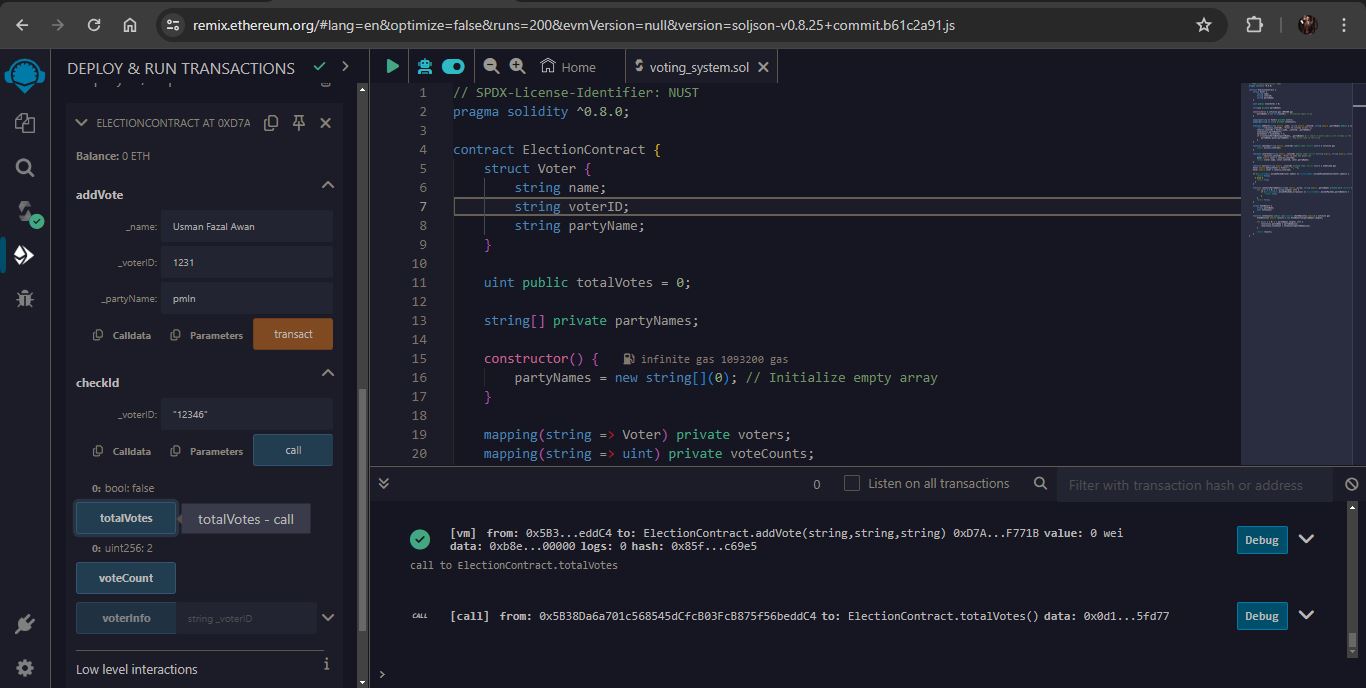 remix.ethereum.org/#lang=en&optimize=false&runs=200&evmVersion=null&version=soljson-v0.8.25+commit.b61c2a91.js
DEPLOY & RUN TRANSACTIONS
ELECTIONCONTRACT AT 0XD7A
Balance: 0 ETH
addVote
_name: Usman Fazal Awan
_voterID: 1231
_partyName: pmln
Calldata Parameters transact
checkId
_voterID: "12346"
Calldata Parameters call
0: bool: false
totalVotes
totalVotes - call
0: uint256: 2
voteCount
voterInfo string _voterID
Low level interactions
i
Home
voting_system.sol
1 // SPDX-License-Identifier: NUST
2 pragma solidity ^0.8.0;
3
4 contract ElectionContract {
5 struct Voter {
6 string name;
7 string voterID;
8 string partyName;
9 }
10
11 uint public totalVotes = 0;
12
13 string[] private partyNames;
14
15 constructor() { infinite gas 1093200 gas
16 partyNames = new string[](0); // Initialize empty array
17 }
18
19 mapping(string => Voter) private voters;
20 mapping(string => uint) private voteCounts;
0 Listen on all transactions Filter with transaction hash or address
[vm] from: 0x5B3...eddC4 to: ElectionContract.addVote(string,string,string) 0xD7A...F771B value: 0 wei
data: 0xb8e...00000 logs: 0 hash: 0x85f...c69e5
Debug
call to ElectionContract.totalVotes
CALL [call] from: 0x5B38Da6a701c568545dCfcB03FcB875f56beddC4 to: ElectionContract.totalVotes() data: 0x0d1...5fd77
Debug
>